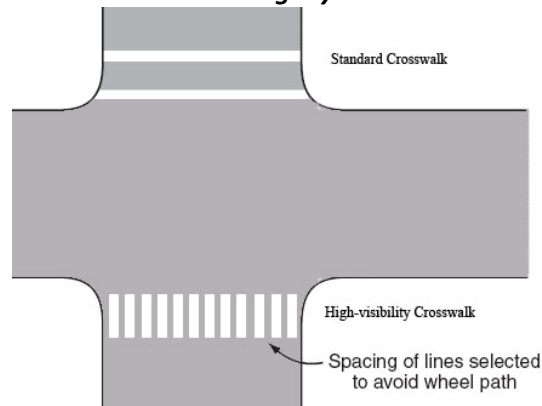 Standard Crosswalk
High-visibility Crosswalk
Spacing of lines selected
to avoid wheel path